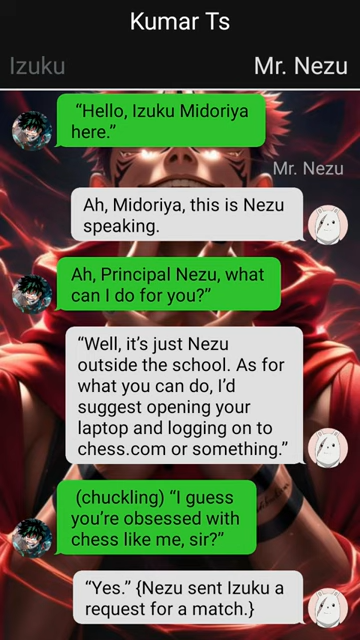 Kumar Ts
Izuku
Mr. Nezu
“Hello, Izuku Midoriya
here.”
Mr. Nezu
Ah, Midoriya, this is Nezu
speaking.
Ah, Principal Nezu, what
can I do for you?”
“Well, it’s just Nezu
outside the school. As for
what you can do, I’d
suggest opening your
laptop and logging on to
chess.com or something.”
(chuckling) “I guess
you’re obsessed with
chess like me, sir?”
“Yes.” {Nezu sent Izuku a
request for a match.}